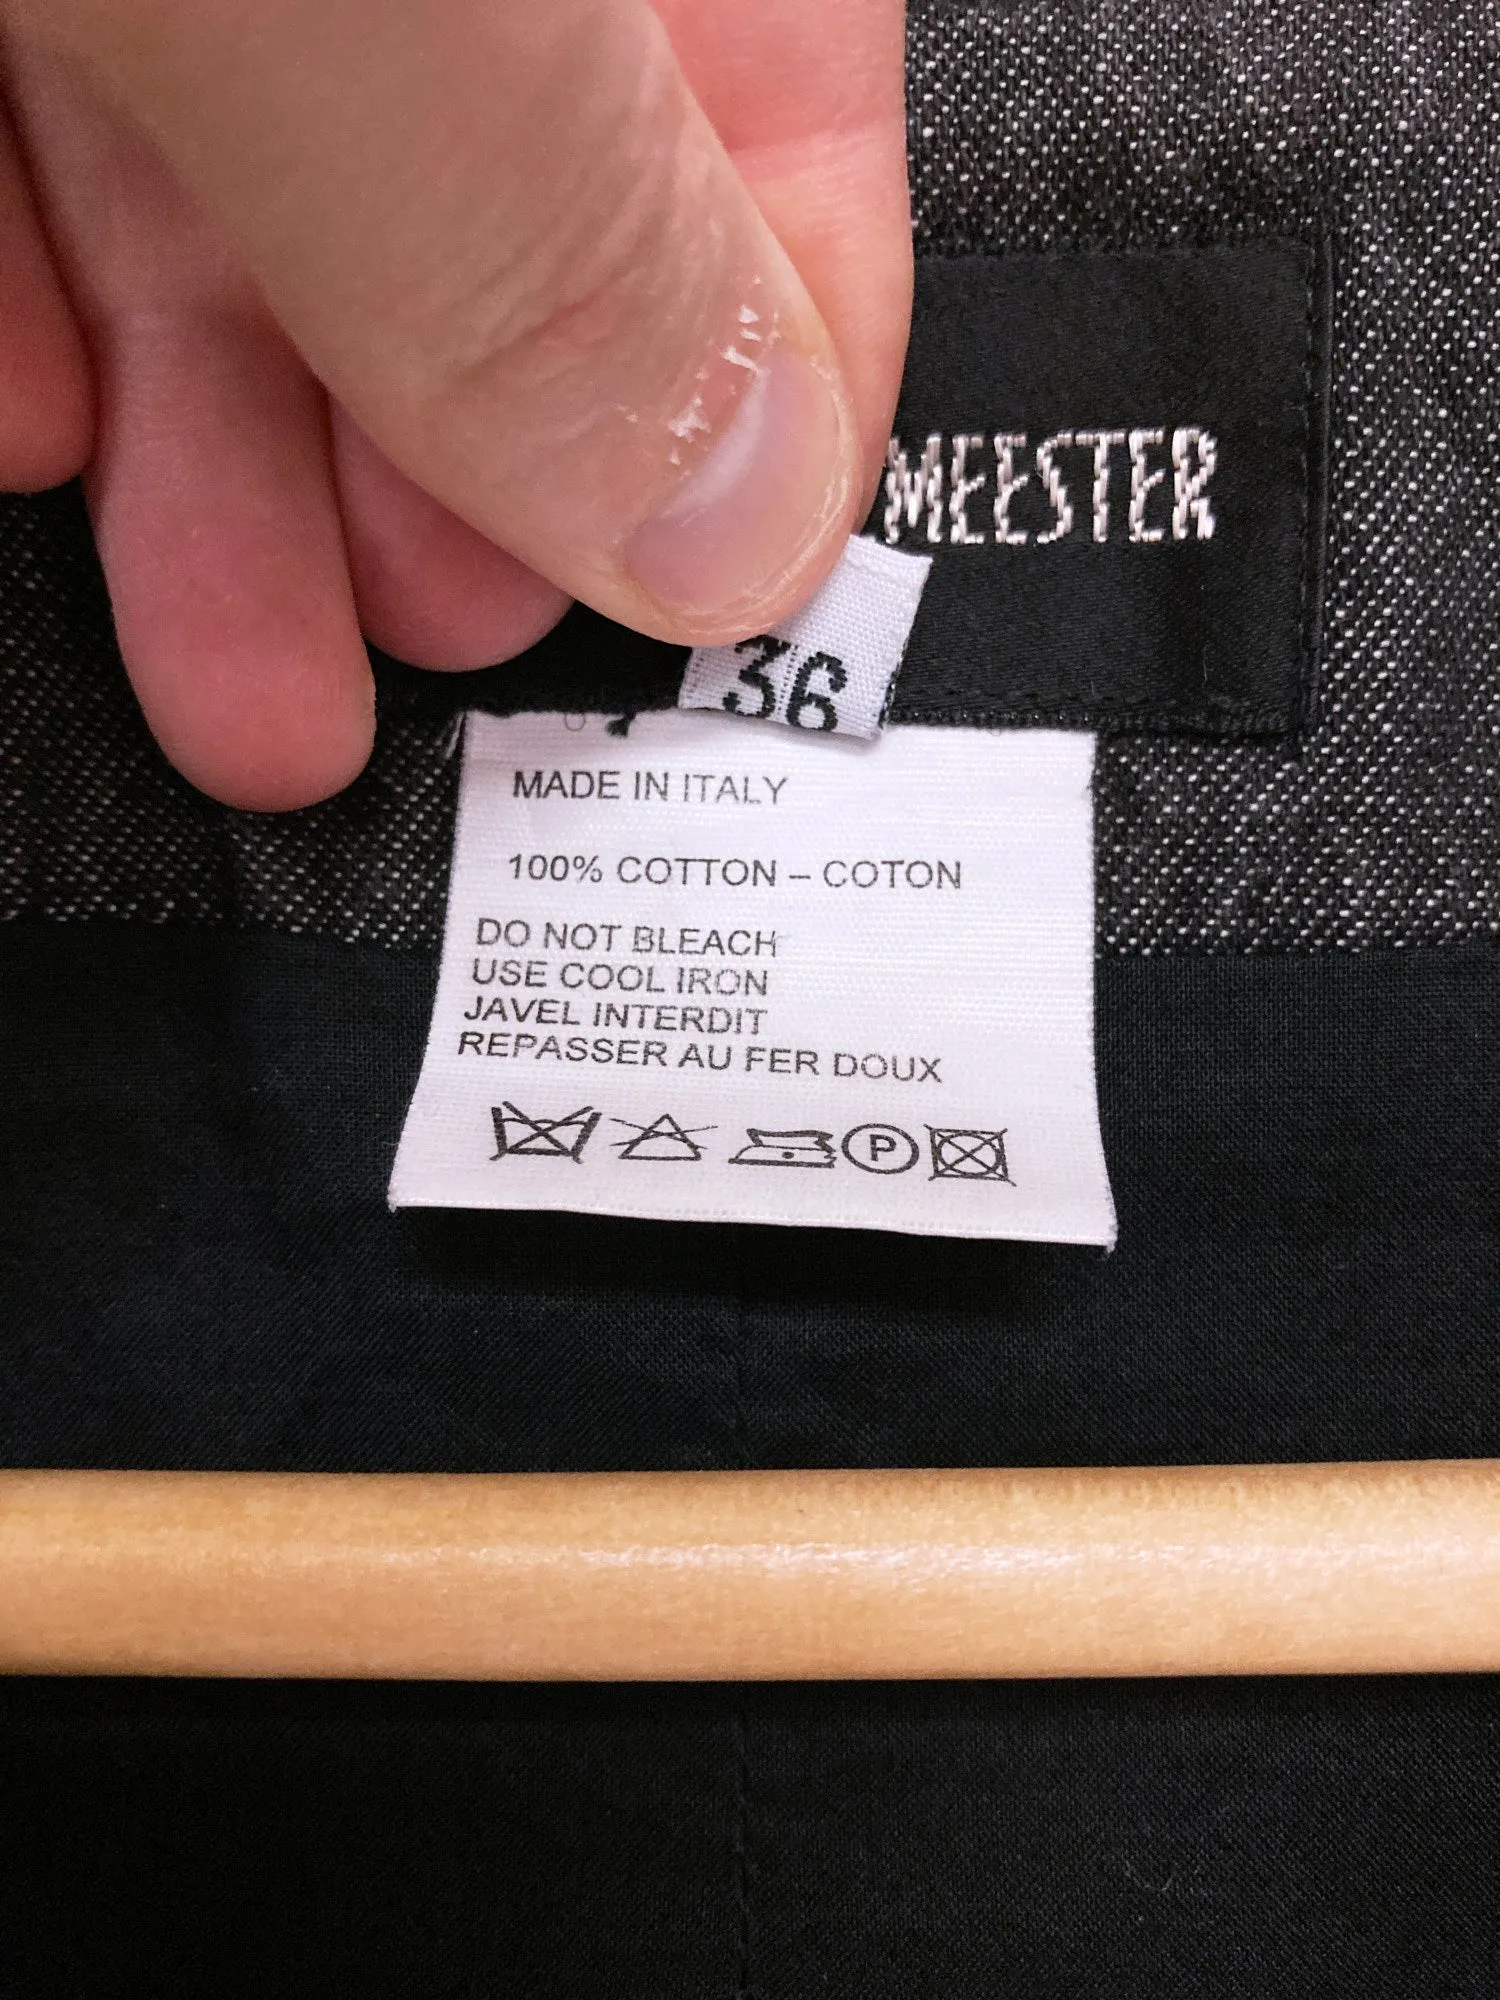 MEESTER
36
MADE IN ITALY
100% COTTON – COTON
DO NOT BLEACH
USE COOL IRON
JAVEL INTERDIT
REPASSER AU FER DOUX
P